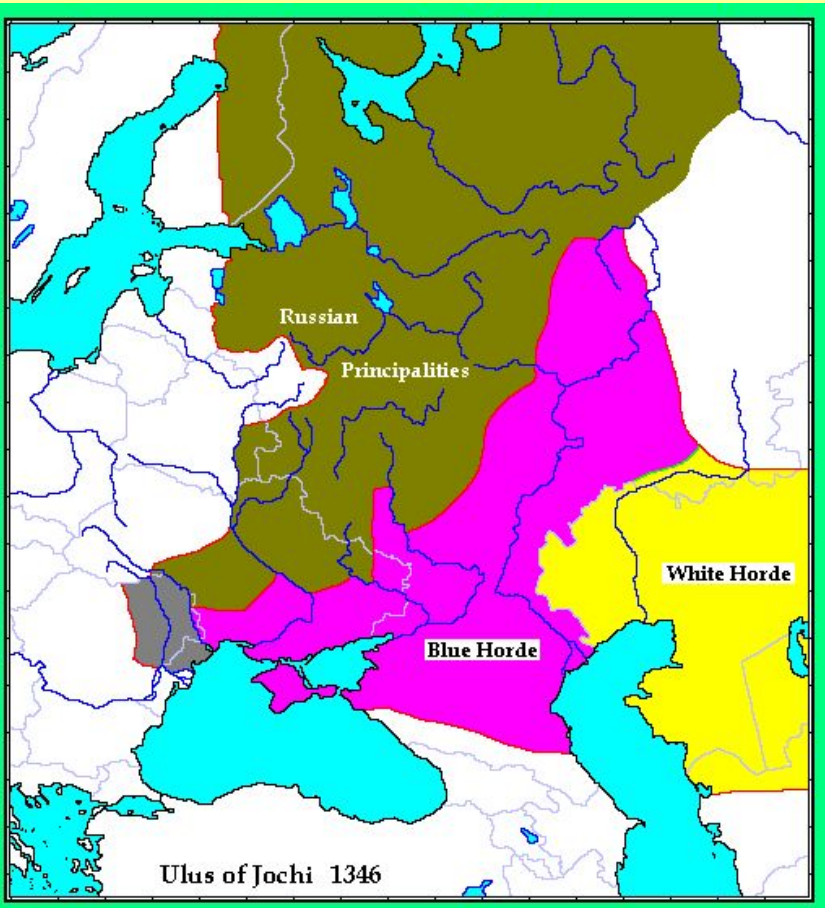 Russian
Principalities
White Horde
Blue Horde
Ulus of Jochi 1346